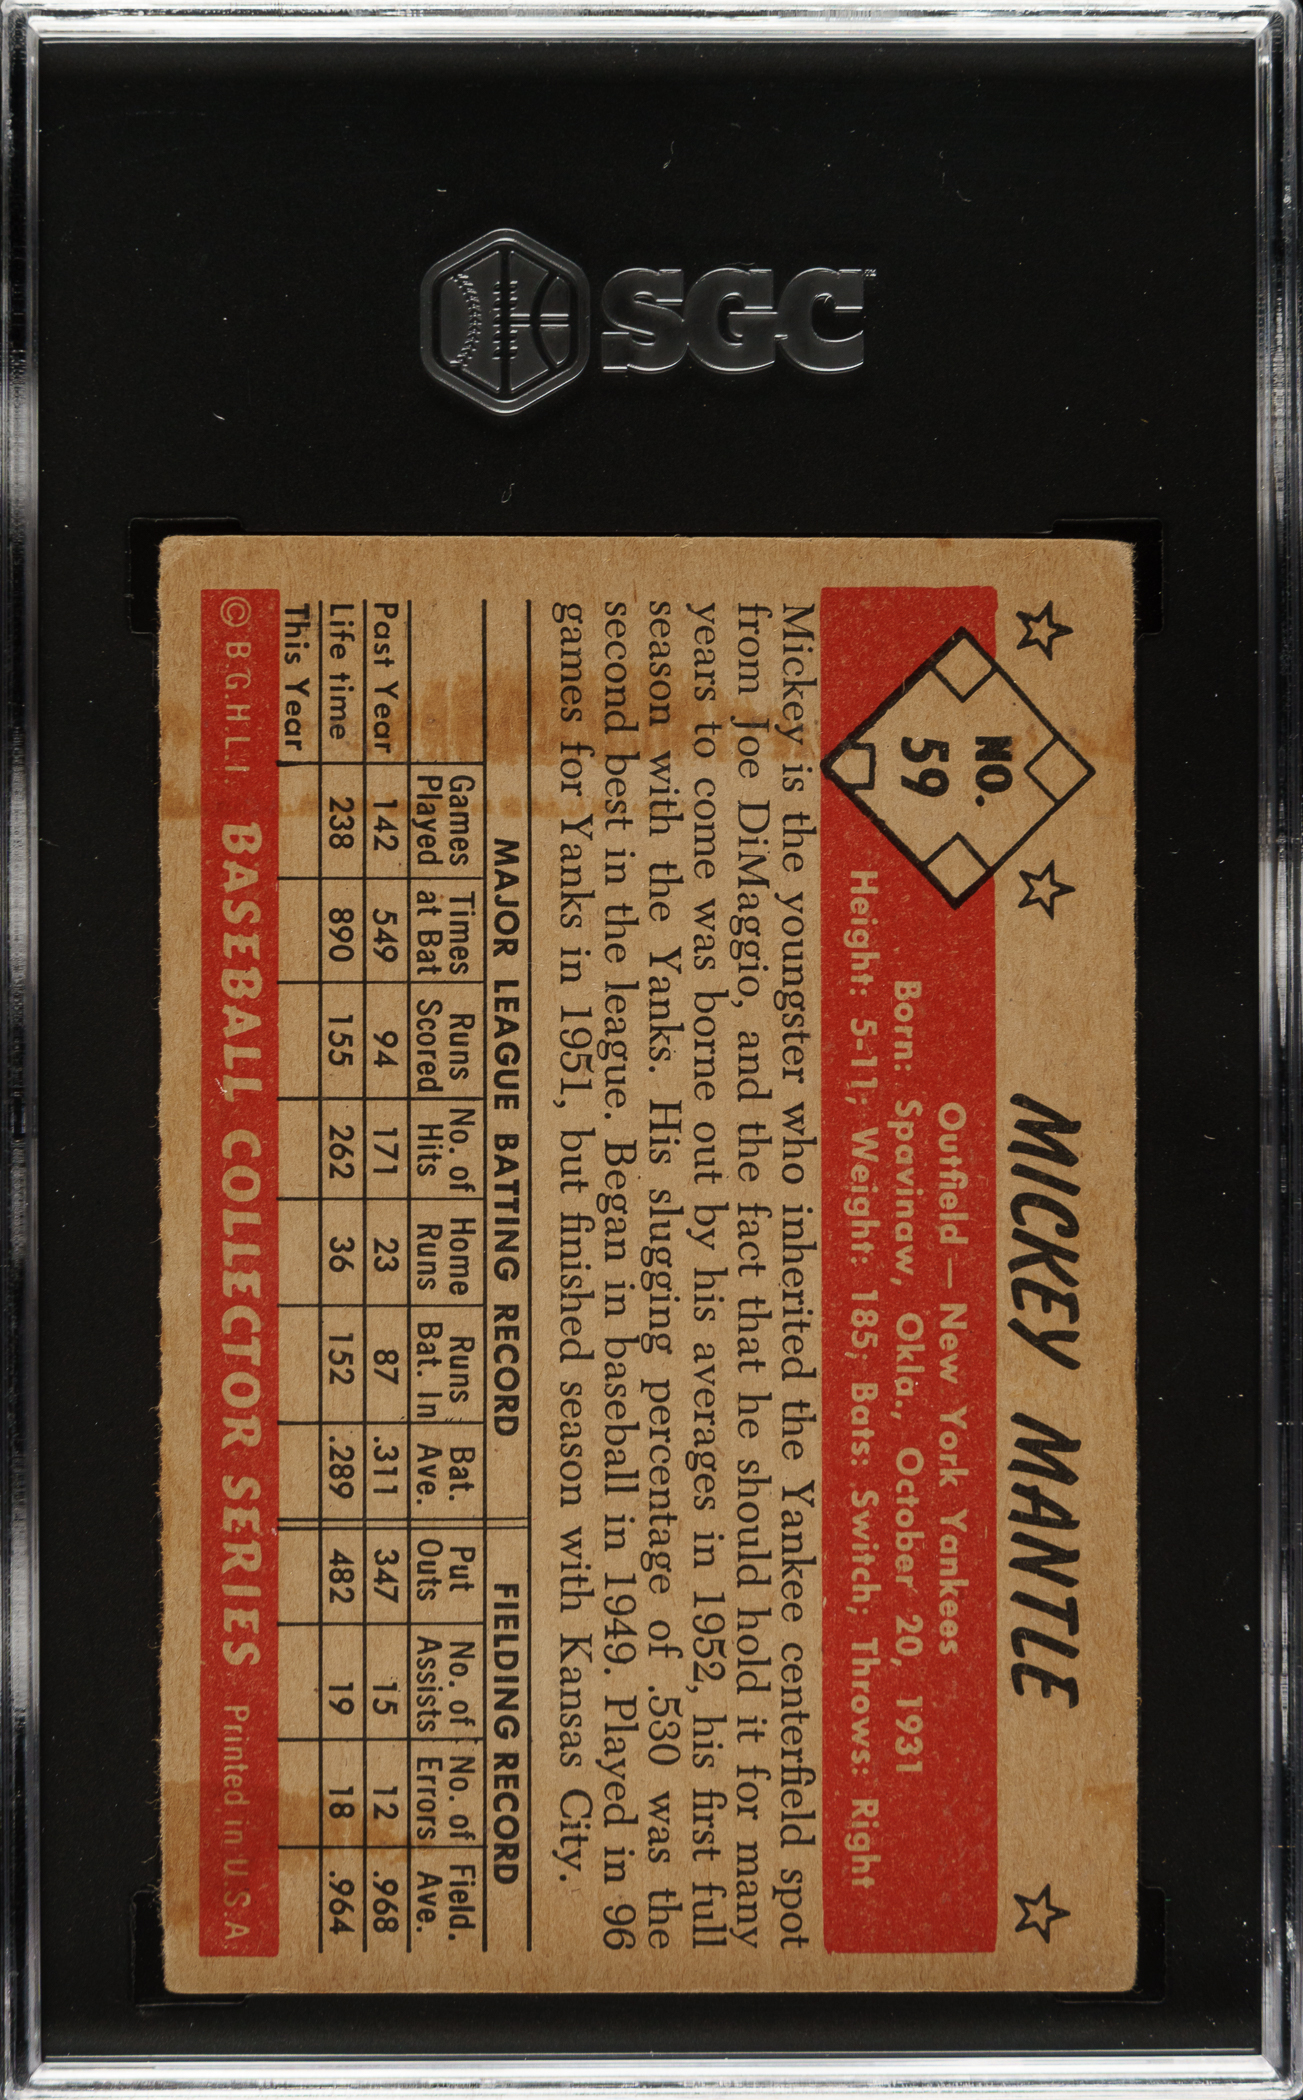 SGC
MICKEY MANTLE
NO.
59
Outfield — New York Yankees
Born: Spavinaw, Okla., October 20, 1931
Height: 5-11; Weight: 185; Bats: Switch; Throws: Right
Mickey is the youngster who inherited the Yankee centerfield spot
from Joe DiMaggio, and the fact that he should hold it for many
years to come was borne out by his averages in 1952, his first full
season with the Yanks. His slugging percentage of .530 was the
second best in the league. Began in baseball in 1949. Played in 96
games for Yanks in 1951, but finished season with Kansas City.
MAJOR LEAGUE BATTING RECORD FIELDING RECORD
Games Times Runs No. of Home Runs Bat. Put No. of No. of Field.
Played at Bat Scored Hits Runs Bat. In Ave. Outs Assists Errors Ave.
Past Year 142 549 94 171 23 87 .311 347 15 12 .968
Life time 238 890 155 262 36 152 .289 482 19 18 .964
This Year
© B.G.H.L.I. BASEBALL COLLECTOR SERIES Printed in U.S.A.